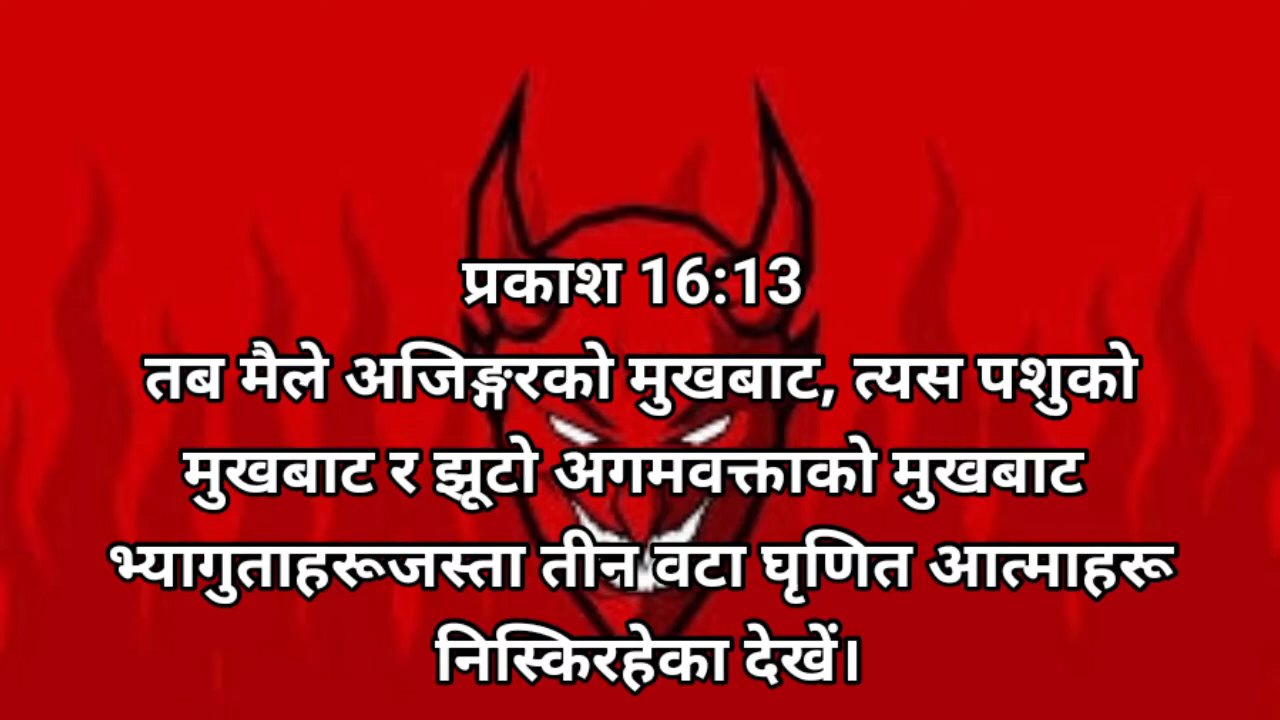 प्रकाश 16:13
तब मैले अजिङ्गरको मुखबाट, त्यस पशुको
मुखबाट र झूटो अगमवक्ताको मुखबाट
भ्यागुताहरूजस्ता तीन वटा घृणित आत्माहरू
निस्किरहेका देखें।